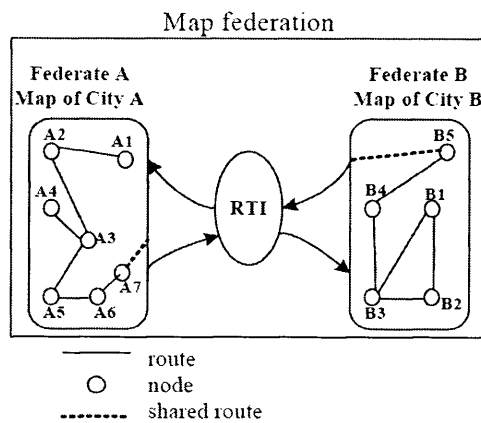 Map federation
Federate A
Map of City A
Federate B
Map of City B
A2
A1
A4
A3
A7
A5
A6
RTI
B5
B4
B1
B3
B2
route
node
shared route